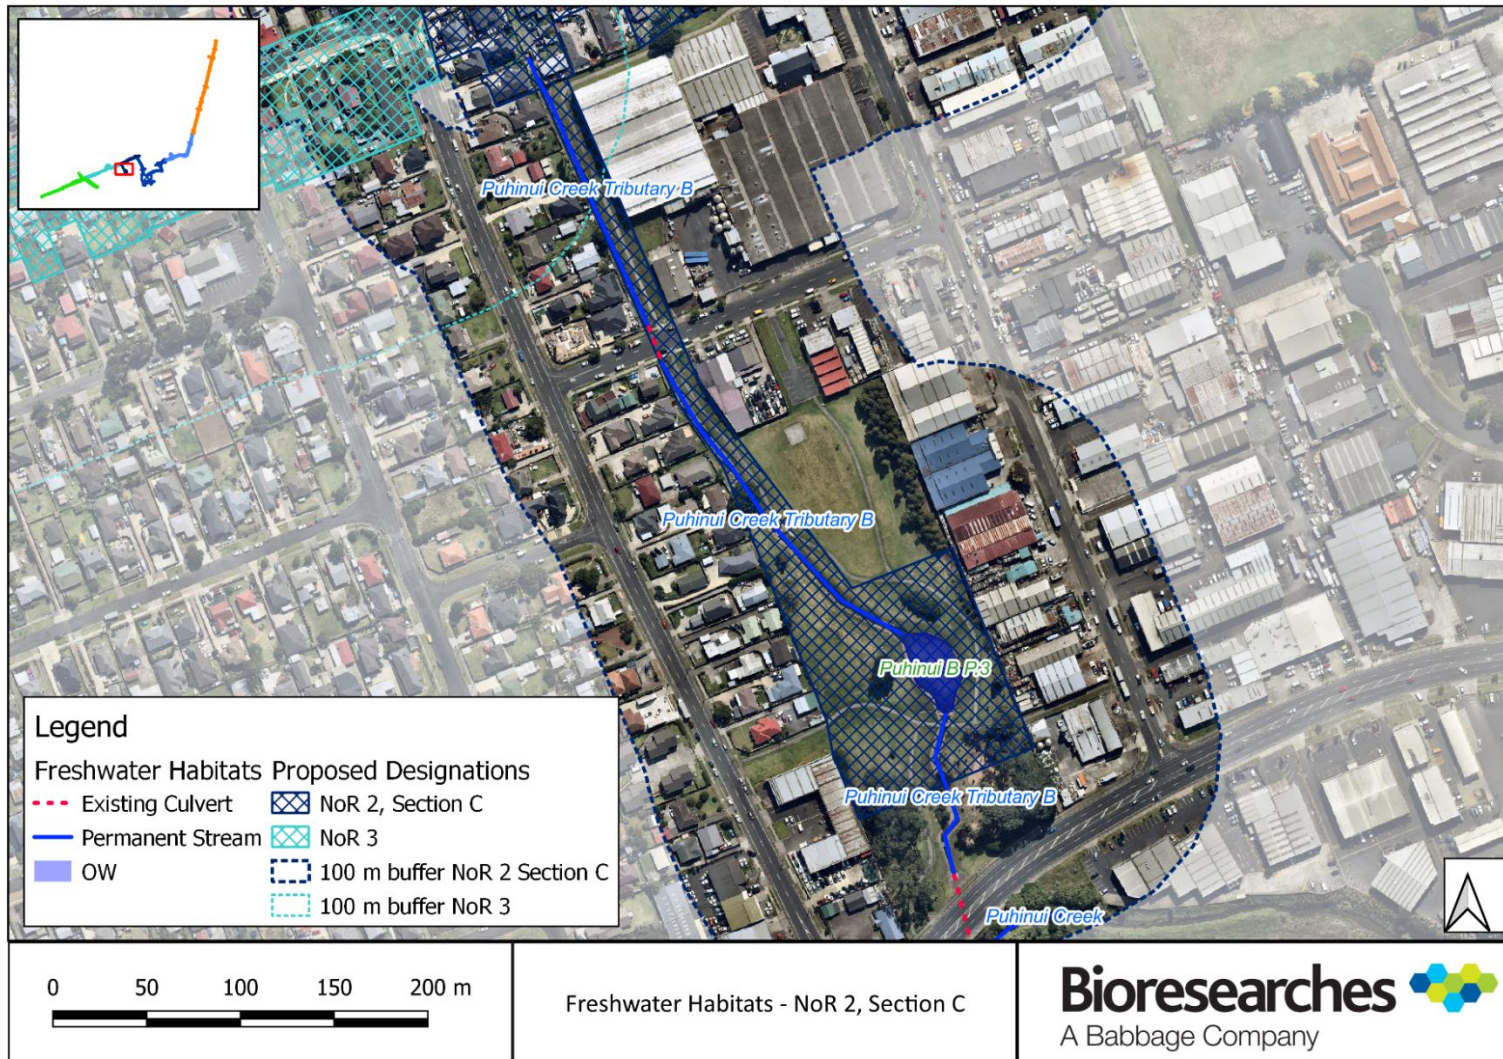 Puhinui Creek Tributary B
Puhinui Creek Tributary B
Puhinui B P.3
Puhinui Creek Tributary B
Puhinui Creek
Legend
Freshwater Habitats
Existing Culvert
Permanent Stream
OW
Proposed Designations
NoR 2, Section C
NoR 3
100 m buffer NoR 2 Section C
100 m buffer NoR 3
0 50 100 150 200 m
Freshwater Habitats - NoR 2, Section C
Bioresearches
A Babbage Company